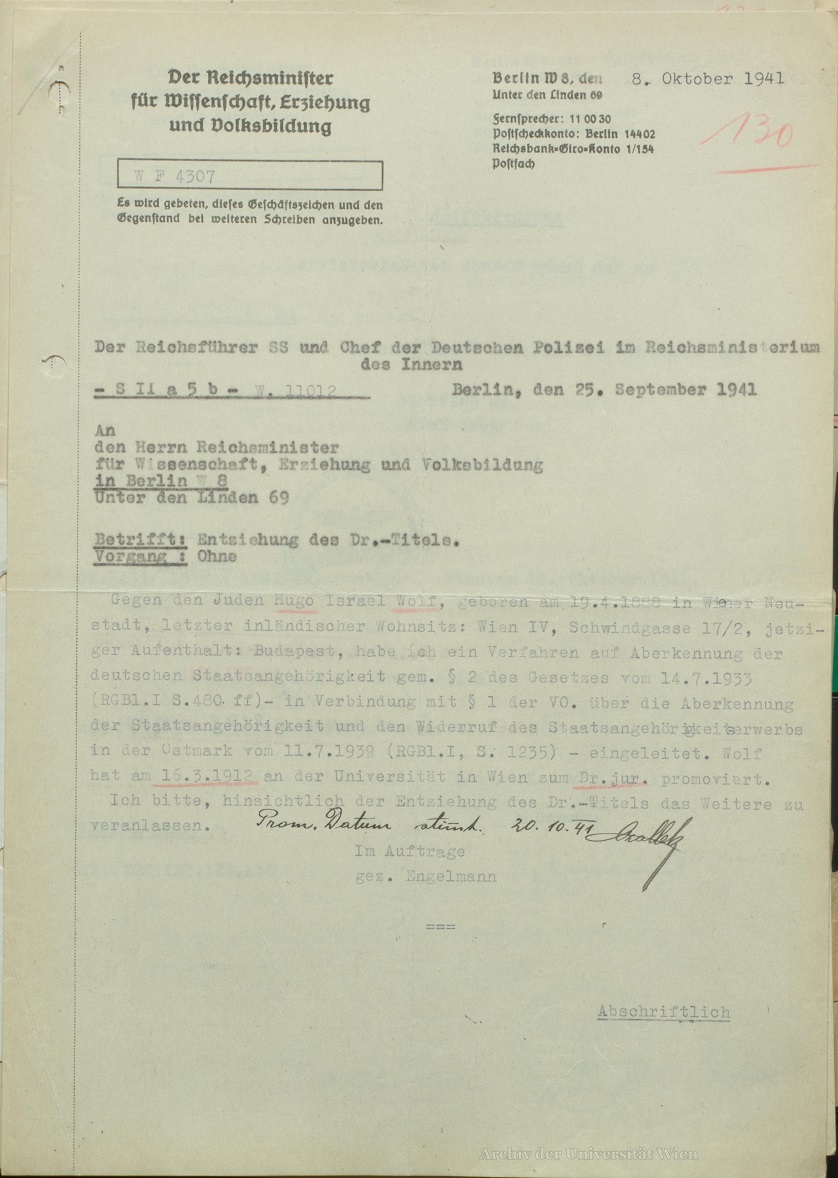 Der Reichsminister
für Wissenschaft, Erziehung
und Volksbildung
Berlin W 8, den 8. Oktober 1941
Unter den Linden 69
Fernsprecher: 11 00 30
Postscheckkonto: Berlin 14402
Reichsbank-Giro-Konto 1/154
Postfach
130
W F 4307
Es wird gebeten, dieses Geschäftszeichen und den
Gegenstand bei weiteren Schreiben anzugeben.
Der Reichsführer SS und Chef der Deutschen Polizei im Reichsministerium
des Innern
- S II a 5 b - W. 11012 Berlin, den 25. September 1941
An
den Herrn Reichsminister
für Wissenschaft, Erziehung und Volksbildung
in Berlin W 8
Unter den Linden 69
Betrifft: Entziehung des Dr.-Titels.
Vorgang : Ohne
Gegen den Juden Hugo Israel Wolf, geboren am 19.4.1888 in Wiener Neu-
stadt, letzter inländischer Wohnsitz: Wien IV, Schwindgasse 17/2, jetzi-
ger Aufenthalt: Budapest, habe ich ein Verfahren auf Aberkennung der
deutschen Staatsangehörigkeit gem. § 2 des Gesetzes vom 14.7.1933
(RGBl.I S.480 ff)- in Verbindung mit § 1 der VO. über die Aberkennung
der Staatsangehörigkeit und den Widerruf des Staatsangehörigkeitserwerbs
in der Ostmark vom 11.7.1939 (RGBl.I, S. 1235) - eingeleitet. Wolf
hat am 16.3.1912 an der Universität in Wien zum Dr.jur. promoviert.
Ich bitte, hinsichtlich der Entziehung des Dr.-Titels das Weitere zu
veranlassen. Prom. Datum stimmt. 20.10.41
Im Auftrage
gez. Engelmann
===
Abschriftlich
Archiv der Universität Wien